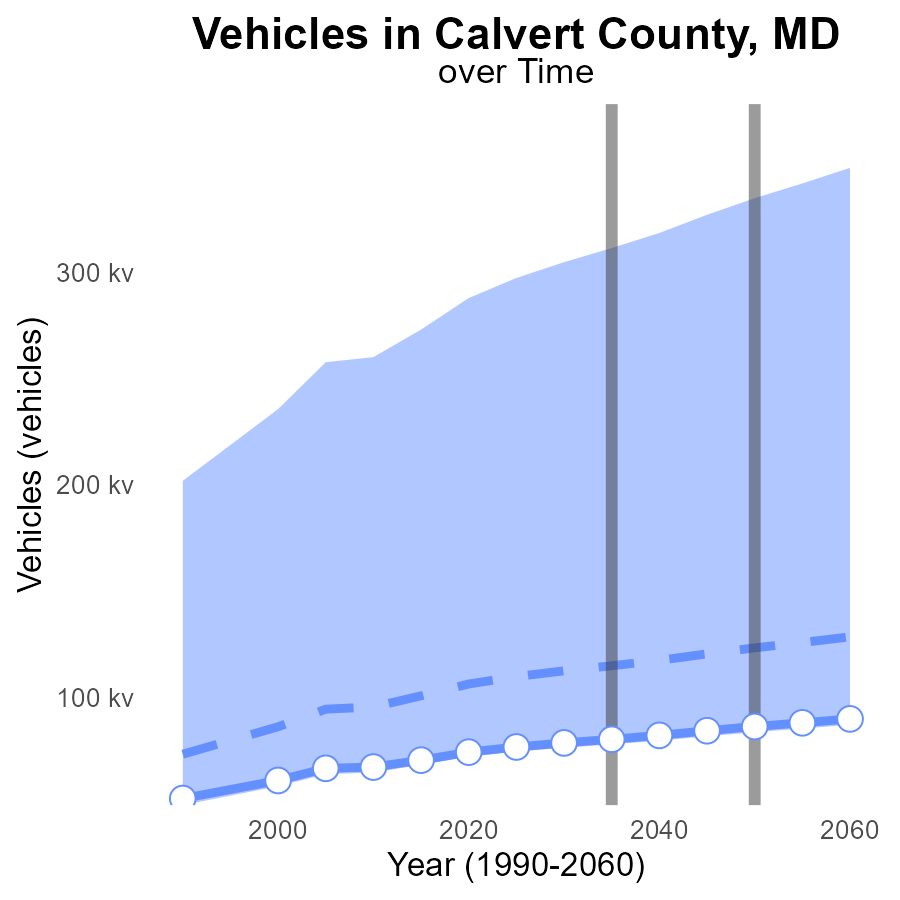 Vehicles in Calvert County, MD
over Time
Vehicles (vehicles)
300 kv
200 kv
100 kv
2000 2020 2040 2060
Year (1990-2060)